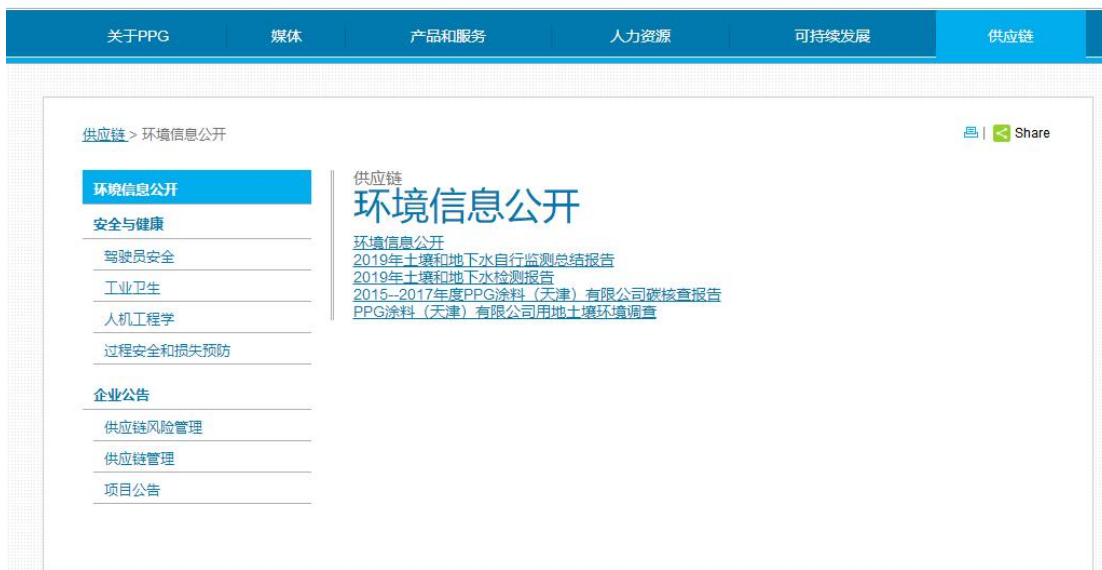 关于PPG 媒体 产品和服务 人力资源 可持续发展 供应链
供应链 > 环境信息公开
| Share
环境信息公开
安全与健康
驾驶员安全
工业卫生
人机工程学
过程安全和损失预防
企业公告
供应链风险管理
供应链管理
项目公告
供应链
环境信息公开
环境信息公开
2019年土壤和地下水自行监测总结报告
2019年土壤和地下水检测报告
2015--2017年度PPG涂料（天津）有限公司碳核查报告
PPG涂料（天津）有限公司用地土壤环境调查